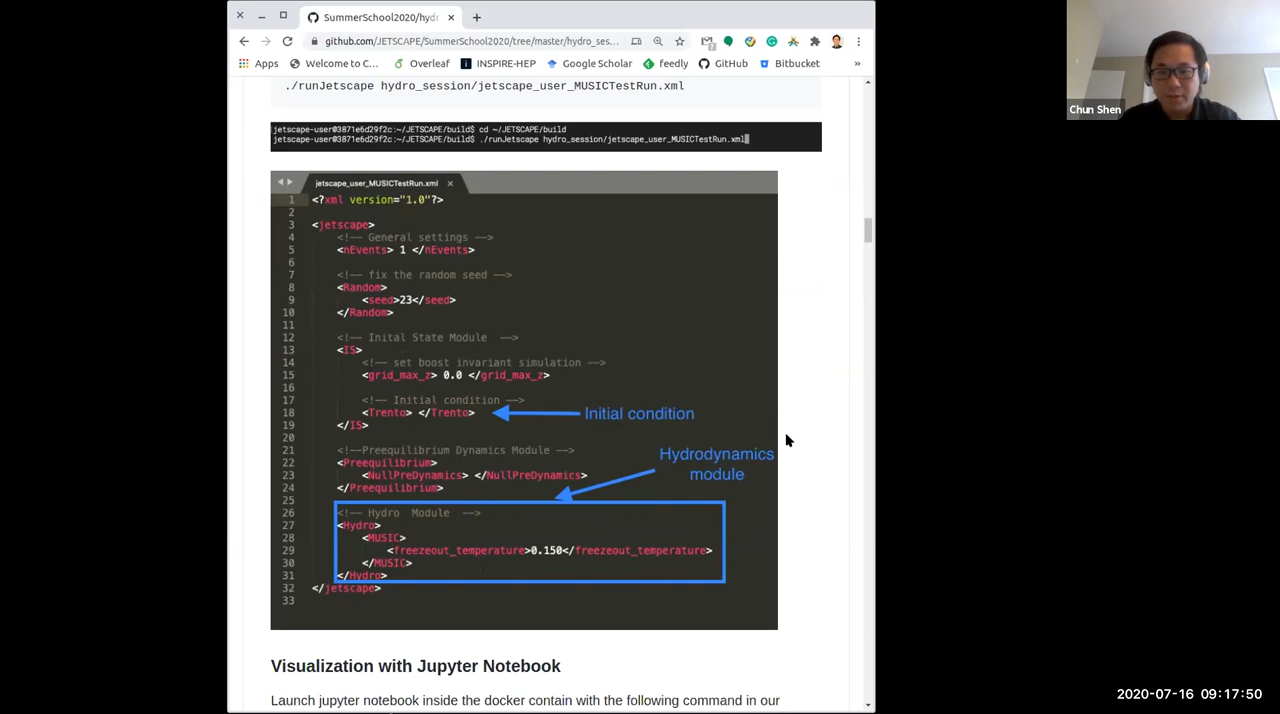 SummerSchool2020/hydr
github.com/JETSCAPE/SummerSchool2020/tree/master/hydro_ses...
Apps
Welcome to C...
Overleaf
INSPIRE-HEP
Google Scholar
feedly
GitHub
Bitbucket
»
./runJetscape hydro_session/jetscape_user_MUSICTestRun.xml
jetscape-user@3871e6d29f2c:~/JETSCAPE/build$ cd ~/JETSCAPE/build
jetscape-user@3871e6d29f2c:~/JETSCAPE/build$ ./runJetscape hydro_session/jetscape_user_MUSICTestRun.xml
jetscape_user_MUSICTestRun.xml
1 <?xml version="1.0"?>
2
3 <jetscape>
4 <!-- General settings -->
5 <nEvents> 1 </nEvents>
6
7 <!-- fix the random seed -->
8 <Random>
9 <seed>23</seed>
10 </Random>
11
12 <!-- Inital State Module -->
13 <IS>
14 <!-- set boost invariant simulation -->
15 <grid_max_z> 0.0 </grid_max_z>
16
17 <!-- Initial condition -->
18 <Trento> </Trento>
Initial condition
19 </IS>
20
21 <!--Preequilibrium Dynamics Module -->
22 <Preequilibrium>
23 <NullPreDynamics> </NullPreDynamics>
24 </Preequilibrium>
Hydrodynamics
module
25
26 <!-- Hydro Module -->
27 <Hydro>
28 <MUSIC>
29 <freezeout_temperature>0.150</freezeout_temperature>
30 </MUSIC>
31 </Hydro>
32 </jetscape>
33
Visualization with Jupyter Notebook
Launch jupyter notebook inside the docker contain with the following command in our
Chun Shen
2020-07-16 09:17:50